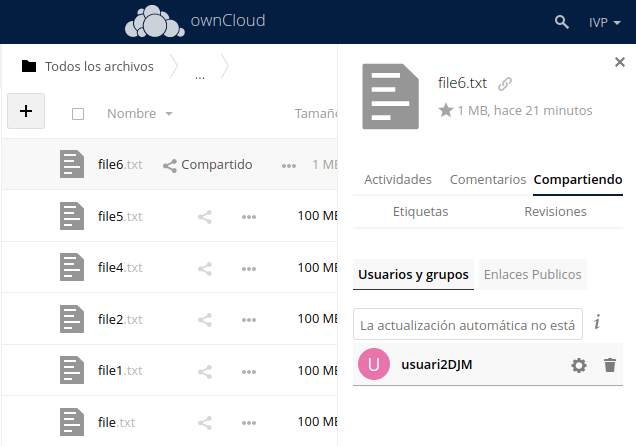 ownCloud
IVP
Todos los archivos
...
+
Nombre
Tamañ
file6.txt
Compartido
1 MB
file5.txt
100 MB
file4.txt
100 MB
file2.txt
100 MB
file1.txt
100 MB
file.txt
100 MB
file6.txt
1 MB, hace 21 minutos
Actividades
Comentarios
Compartiendo
Etiquetas
Revisiones
Usuarios y grupos
Enlaces Publicos
La actualización automática no está
i
U
usuari2DJM